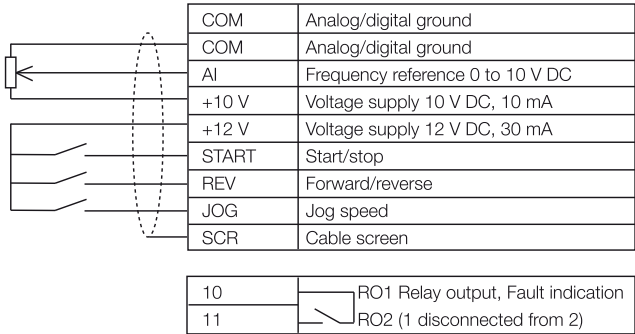 COM Analog/digital ground
COM Analog/digital ground
AI Frequency reference 0 to 10 V DC
+10 V Voltage supply 10 V DC, 10 mA
+12 V Voltage supply 12 V DC, 30 mA
START Start/stop
REV Forward/reverse
JOG Jog speed
SCR Cable screen
10 RO1 Relay output, Fault indication
11 RO2 (1 disconnected from 2)